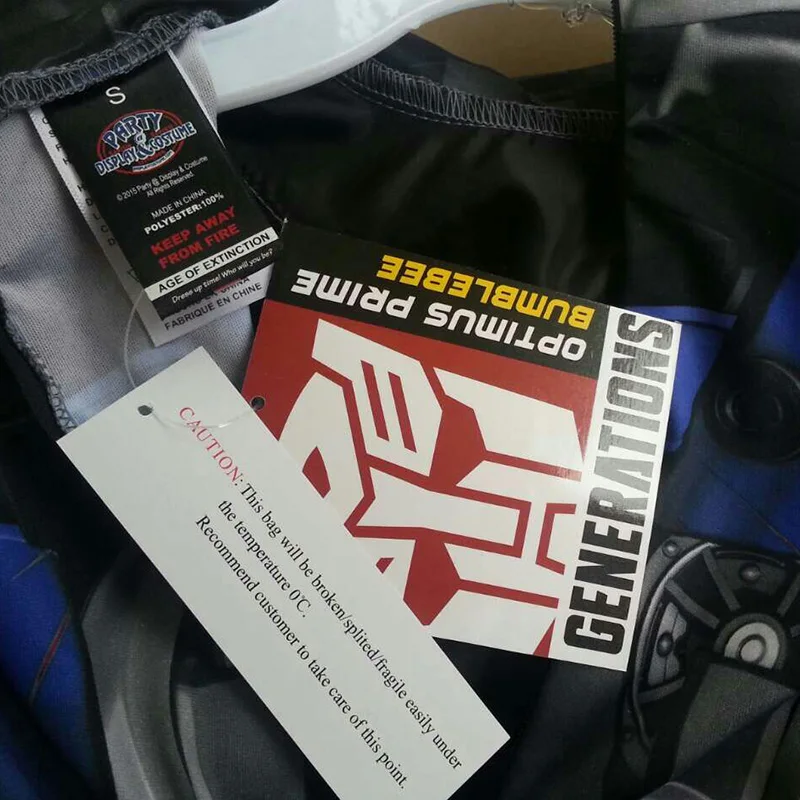 S
PARTY
@
DISPLAY&COSTUME
© 2015 Party @ Display & Costume
All Rights Reserved.
MADE IN CHINA
POLYESTER:100%
KEEP AWAY
FROM FIRE
AGE OF EXTINCTION
Dress up time! Who will you be?
FABRIQUÉ EN CHINE
OPTIMUS PRIME
BUMBLEBEE
GENERATIONS
CAUTION: This bag will be broken/splited/fragile easily under
the temperature 0℃.
Recommend customer to take care of this point.